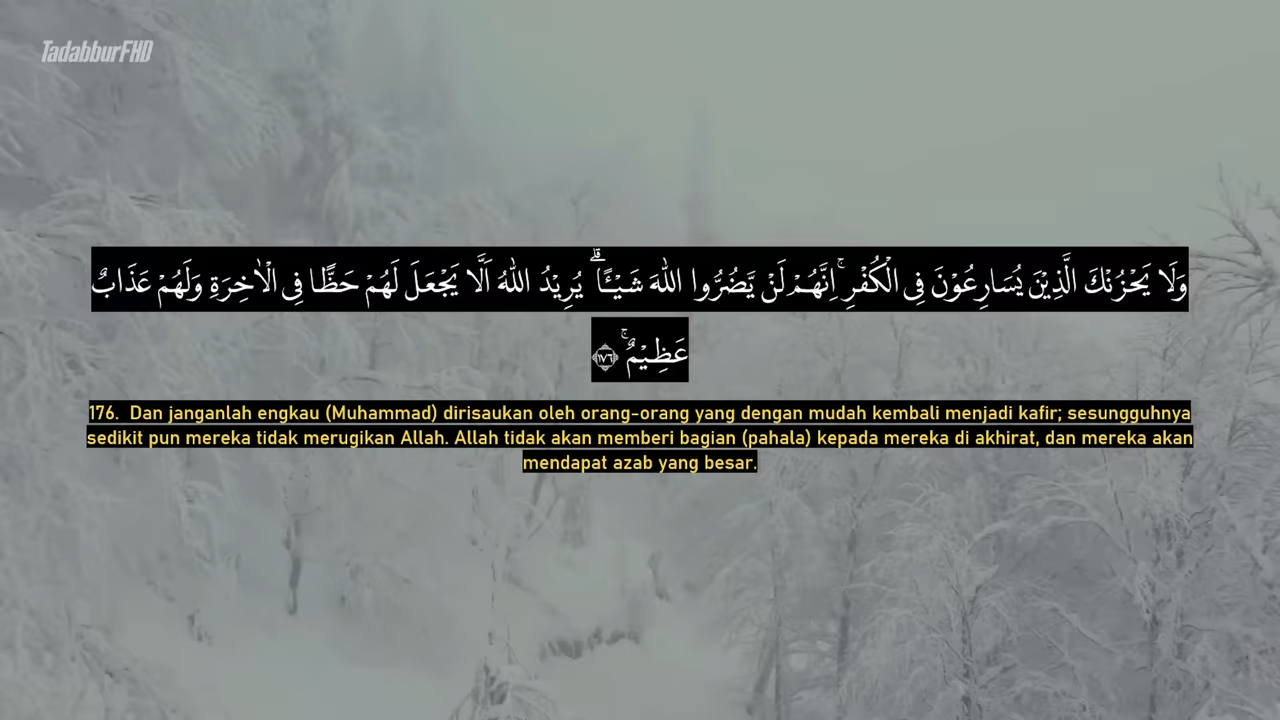 TadabburFHD
وَلَا يَحْزُنْكَ الَّذِيْنَ يُسَارِعُوْنَ فِى الْكُفْرِۚ اِنَّهُمْ لَنْ يَّضُرُّوا اللّٰهَ شَيْـًٔاۗ يُرِيْدُ اللّٰهُ اَلَّا يَجْعَلَ لَهُمْ حَظًّا فِى الْاٰخِرَةِ وَلَهُمْ عَذَابٌ
عَظِيْمٌۚ ١٧٦
176. Dan janganlah engkau (Muhammad) dirisaukan oleh orang-orang yang dengan mudah kembali menjadi kafir; sesungguhnya
sedikit pun mereka tidak merugikan Allah. Allah tidak akan memberi bagian (pahala) kepada mereka di akhirat, dan mereka akan
mendapat azab yang besar.